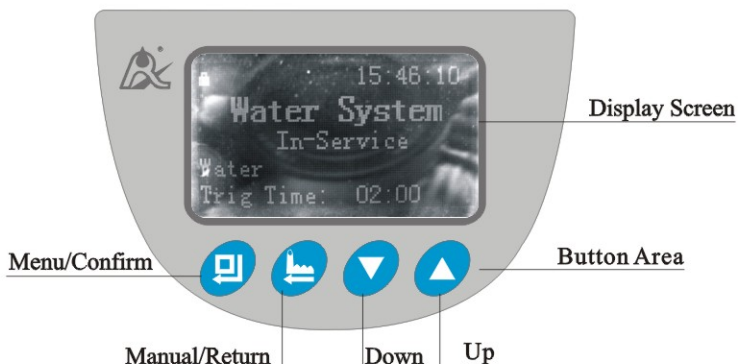 15:46:10
Water System
In-Service
Water
Trig Time: 02:00
Display Screen
Menu/Confirm
Button Area
Manual/Return
Down
Up